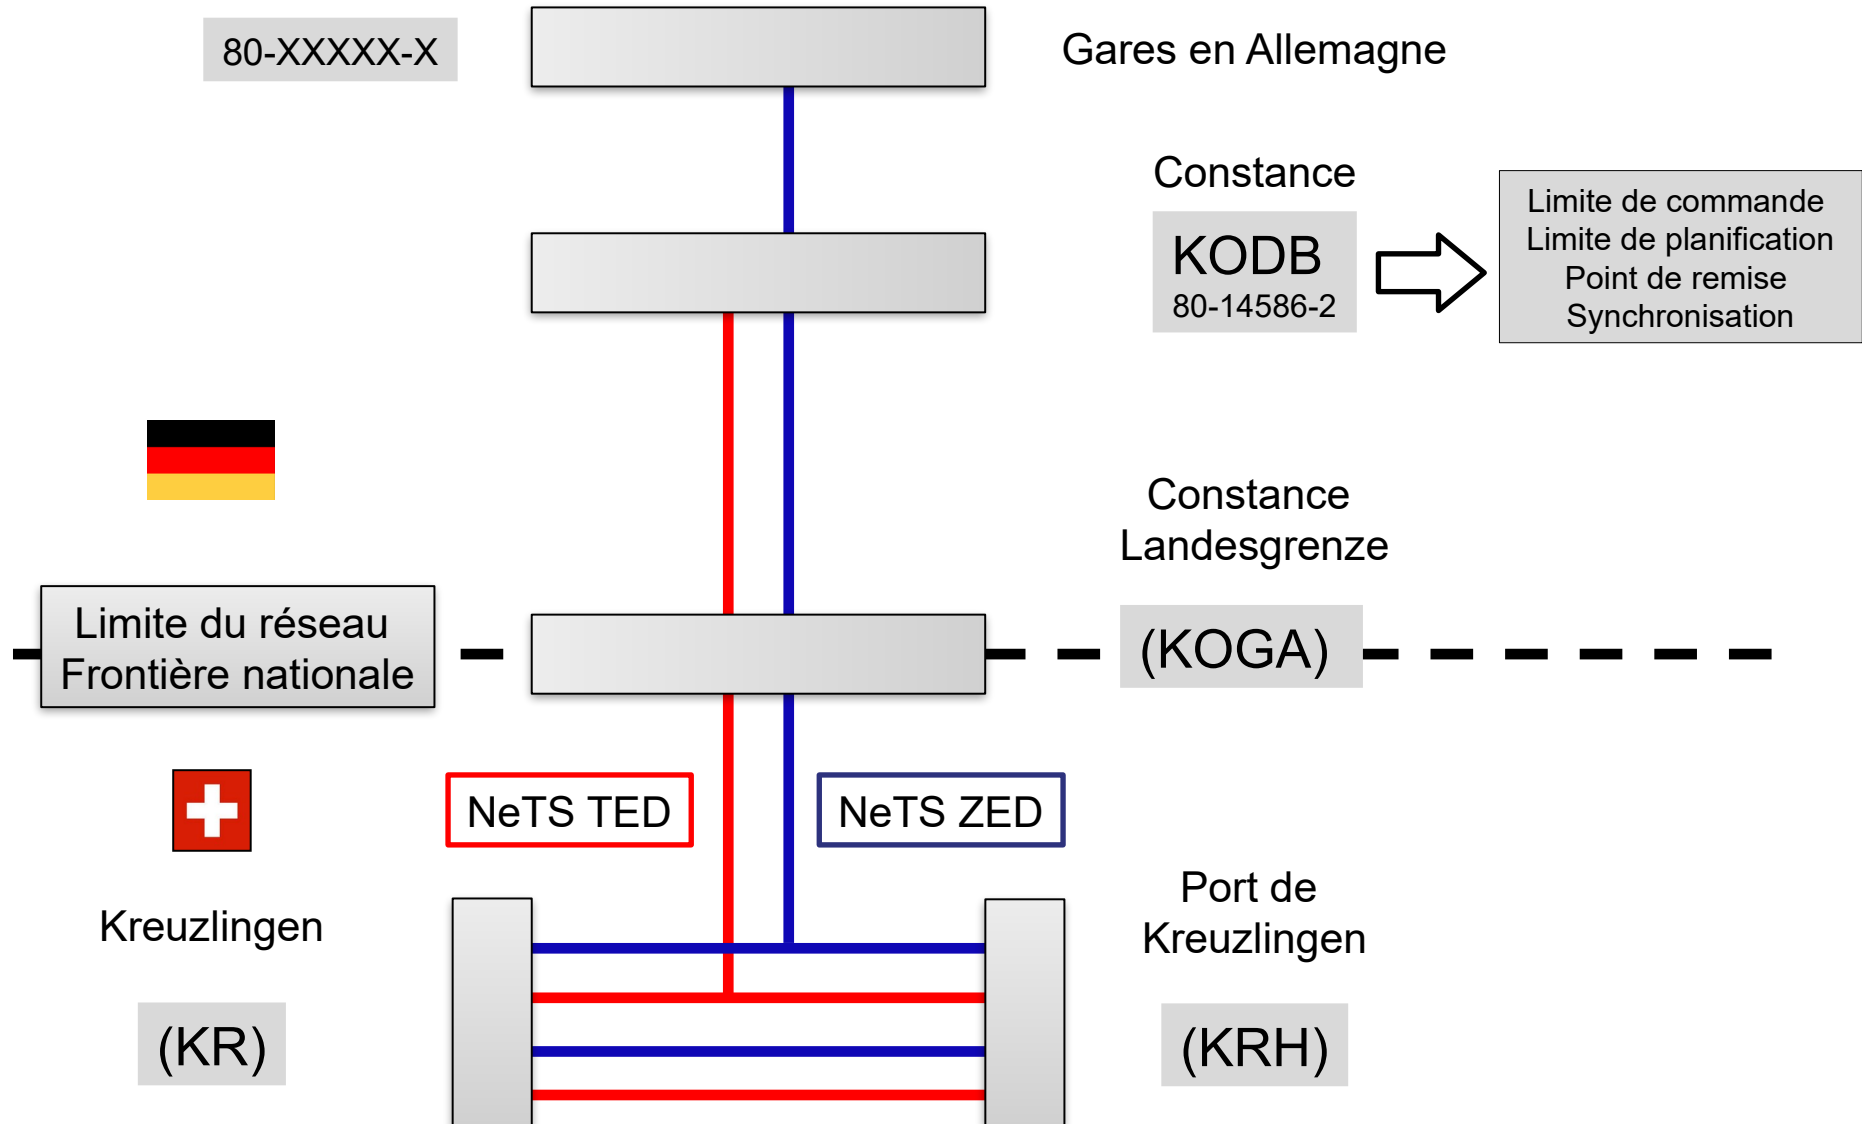 80-XXXXX-X
Gares en Allemagne
Constance
KODB
80-14586-2
Limite de commande
Limite de planification
Point de remise
Synchronisation
Constance
Landesgrenze
Limite du réseau
Frontière nationale
(KOGA)
NeTS TED
NeTS ZED
Kreuzlingen
(KR)
Port de
Kreuzlingen
(KRH)